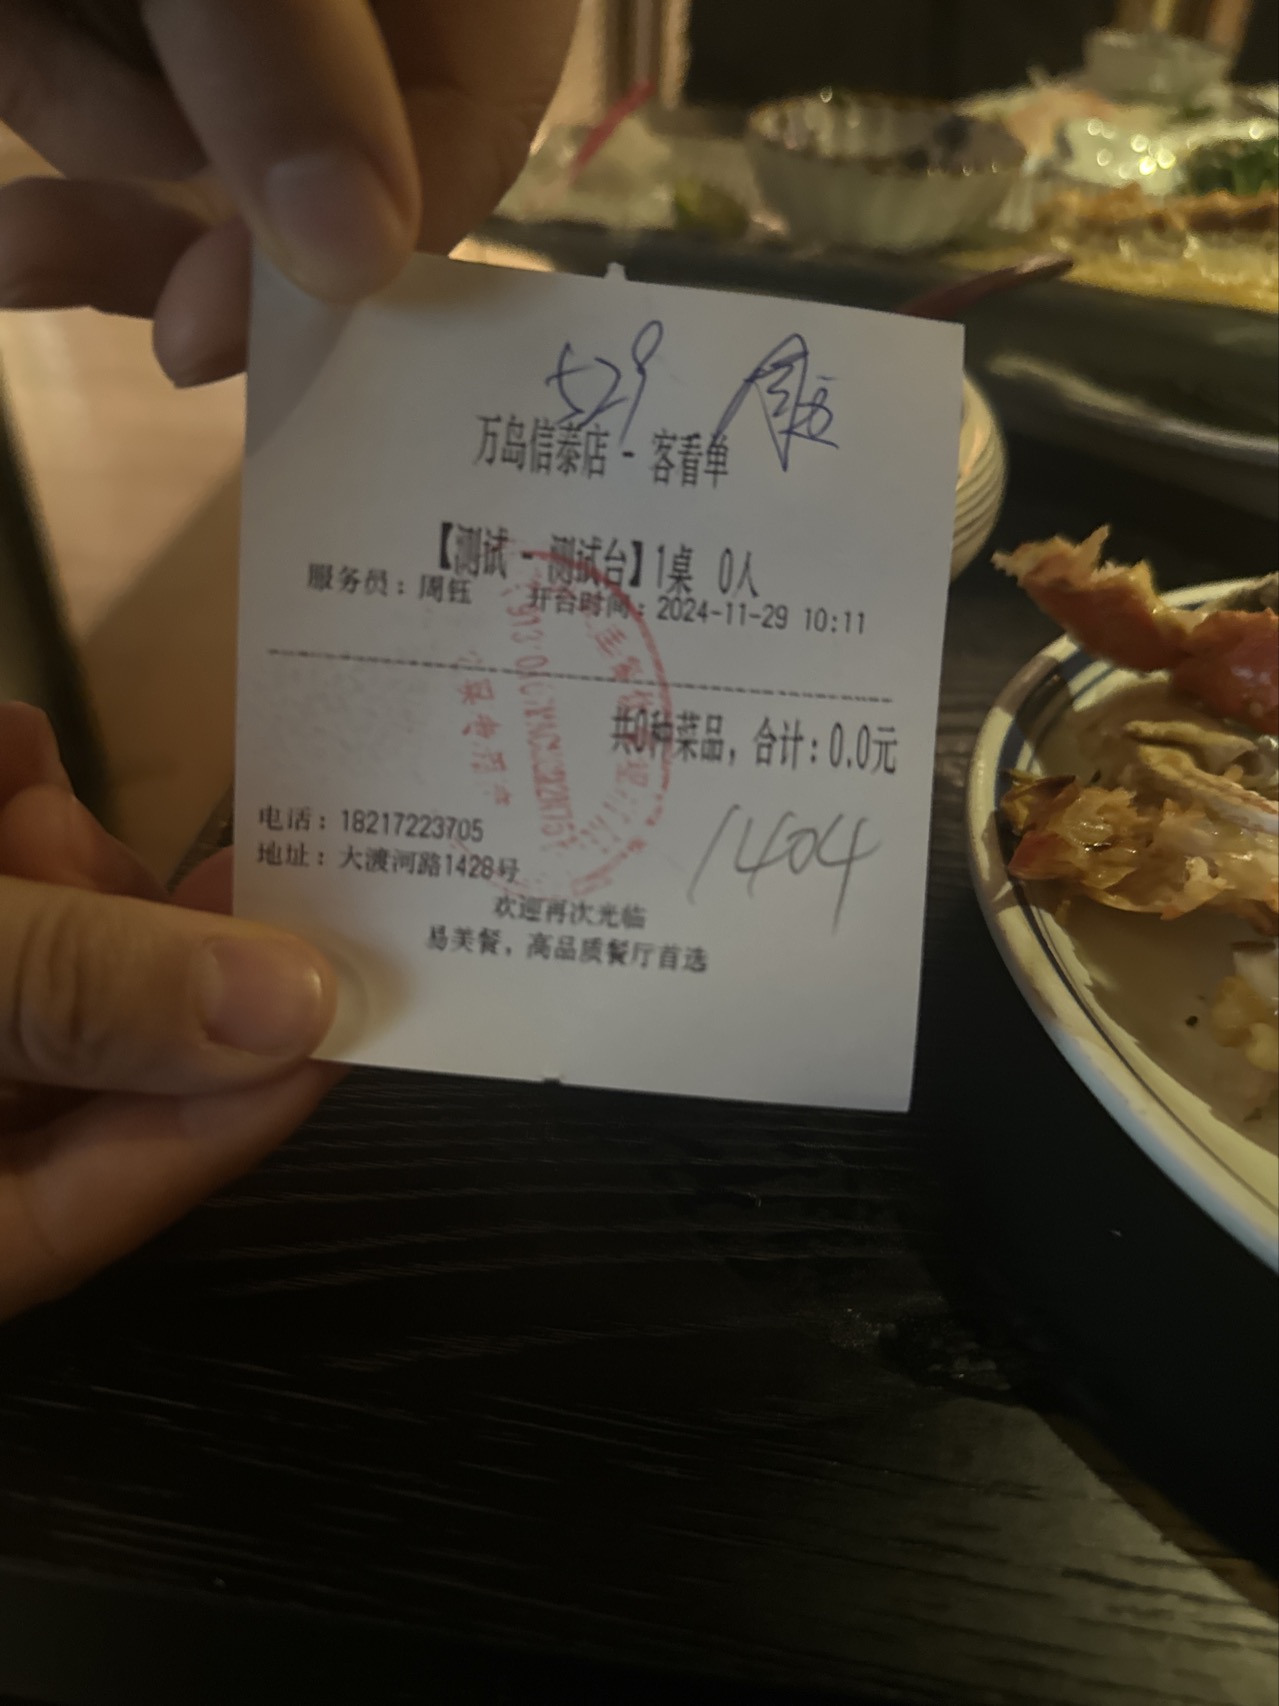 529
万岛信泰店 - 客看单
【测试 - 测试台】1桌 0人
服务员：周钰 开台时间：2024-11-29 10:11
共0种菜品，合计：0.0元
1404
电话：18217223705
地址：大渡河路1428号
欢迎再次光临
易美餐，高品质餐厅首选